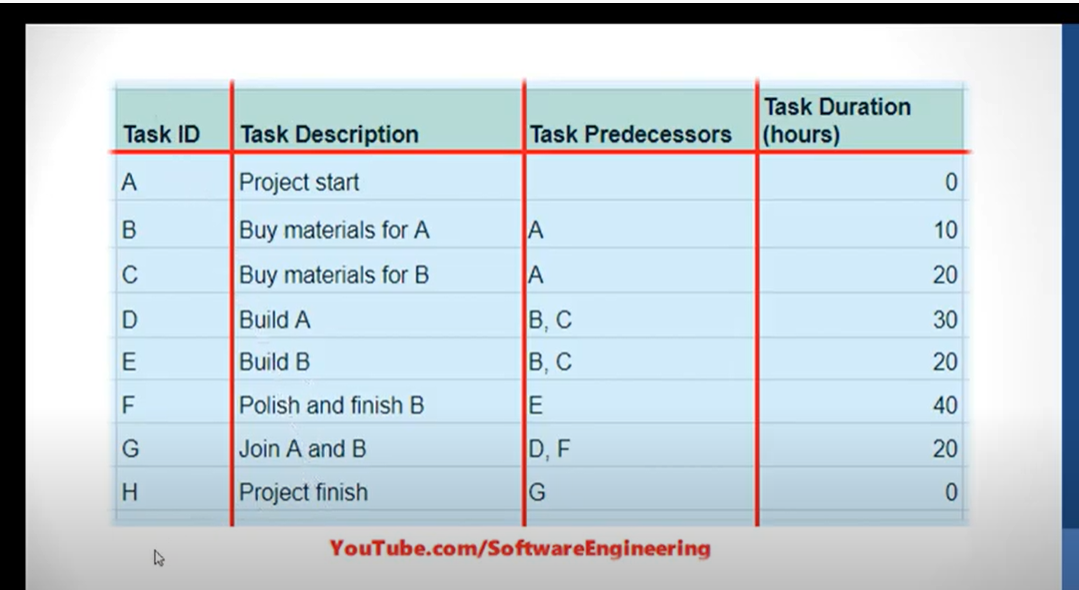 Task ID Task Description Task Predecessors Task Duration
(hours)
A Project start 0
B Buy materials for A A 10
C Buy materials for B A 20
D Build A B, C 30
E Build B B, C 20
F Polish and finish B E 40
G Join A and B D, F 20
H Project finish G 0
YouTube.com/SoftwareEngineering